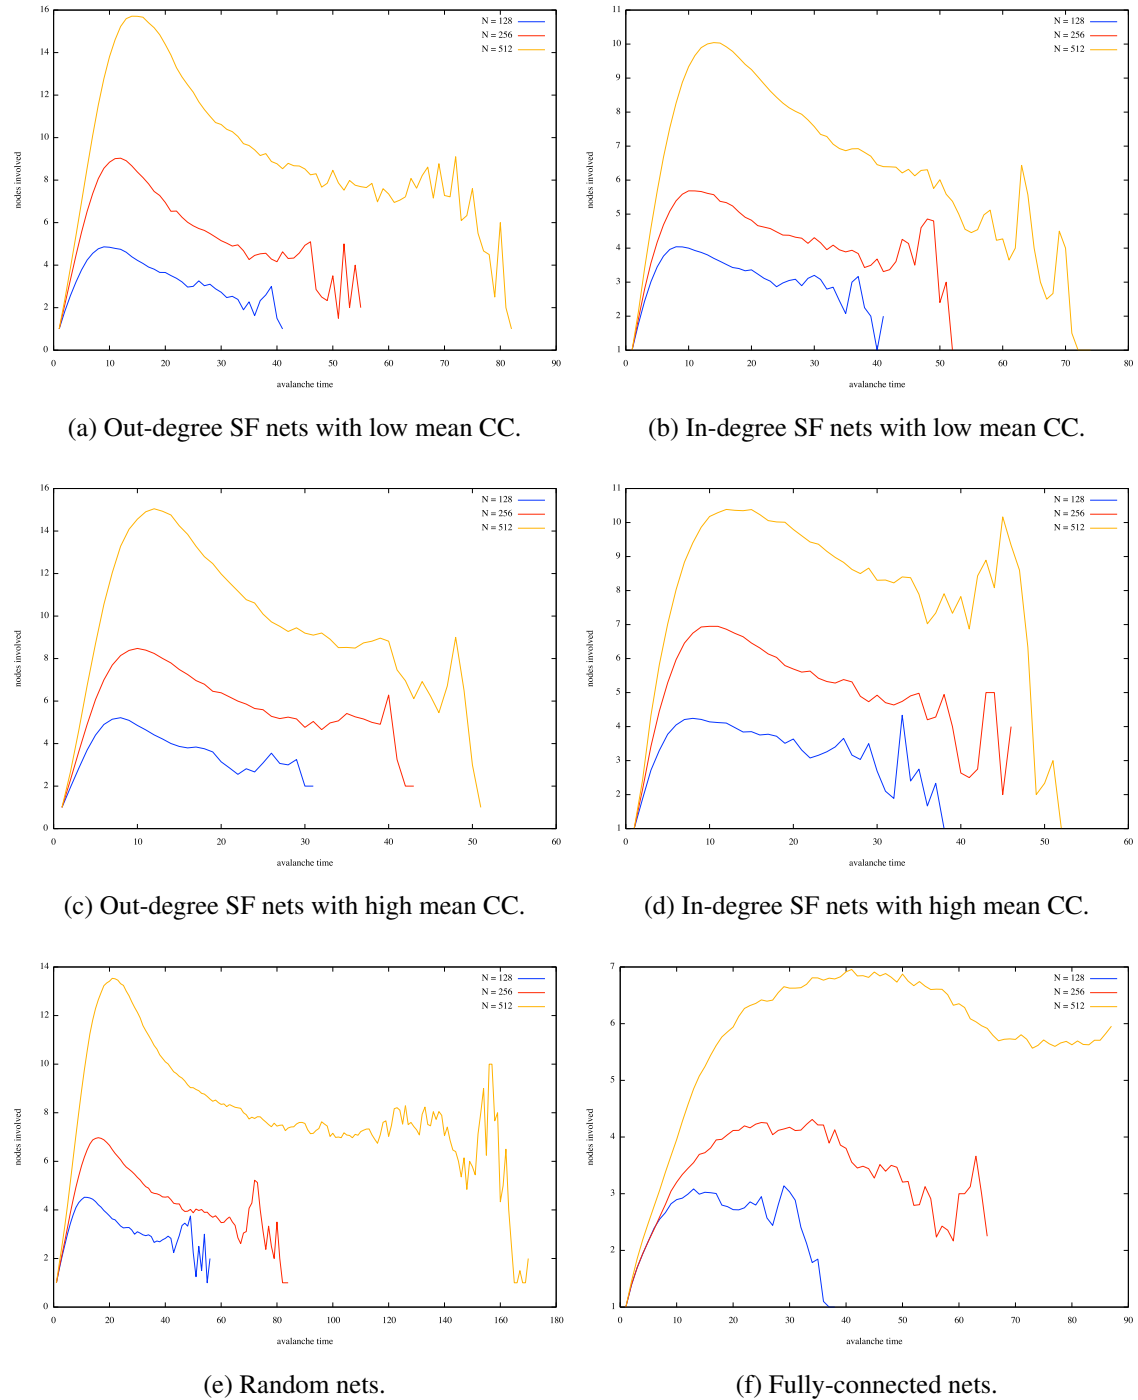 16
14
12
10
8
6
4
2
0
nodes involved
N = 128
N = 256
N = 512
0 10 20 30 40 50 60 70 80 90
avalanche time
(a) Out-degree SF nets with low mean CC.
11
10
9
8
7
6
5
4
3
2
1
nodes involved
N = 128
N = 256
N = 512
0 10 20 30 40 50 60 70 80
avalanche time
(b) In-degree SF nets with low mean CC.
16
14
12
10
8
6
4
2
0
nodes involved
N = 128
N = 256
N = 512
0 10 20 30 40 50 60
avalanche time
(c) Out-degree SF nets with high mean CC.
11
10
9
8
7
6
5
4
3
2
1
nodes involved
N = 128
N = 256
N = 512
0 10 20 30 40 50 60
avalanche time
(d) In-degree SF nets with high mean CC.
14
12
10
8
6
4
2
0
nodes involved
N = 128
N = 256
N = 512
0 20 40 60 80 100 120 140 160 180
avalanche time
(e) Random nets.
7
6
5
4
3
2
1
nodes involved
N = 128
N = 256
N = 512
0 10 20 30 40 50 60 70 80 90
avalanche time
(f) Fully-connected nets.